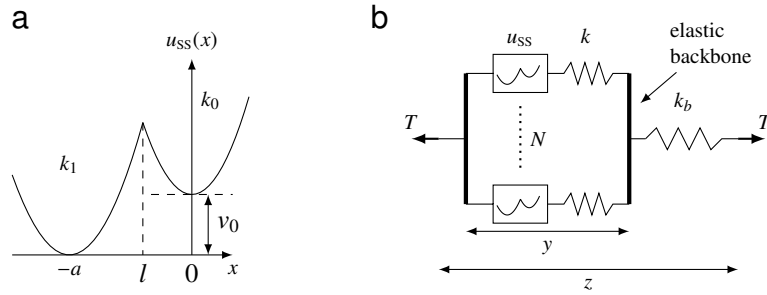 a
u_SS(x)
k_0
k_1
v_0
−a
l
0
x
b
u_SS
k
elastic
backbone
k_b
T
N
T
y
z